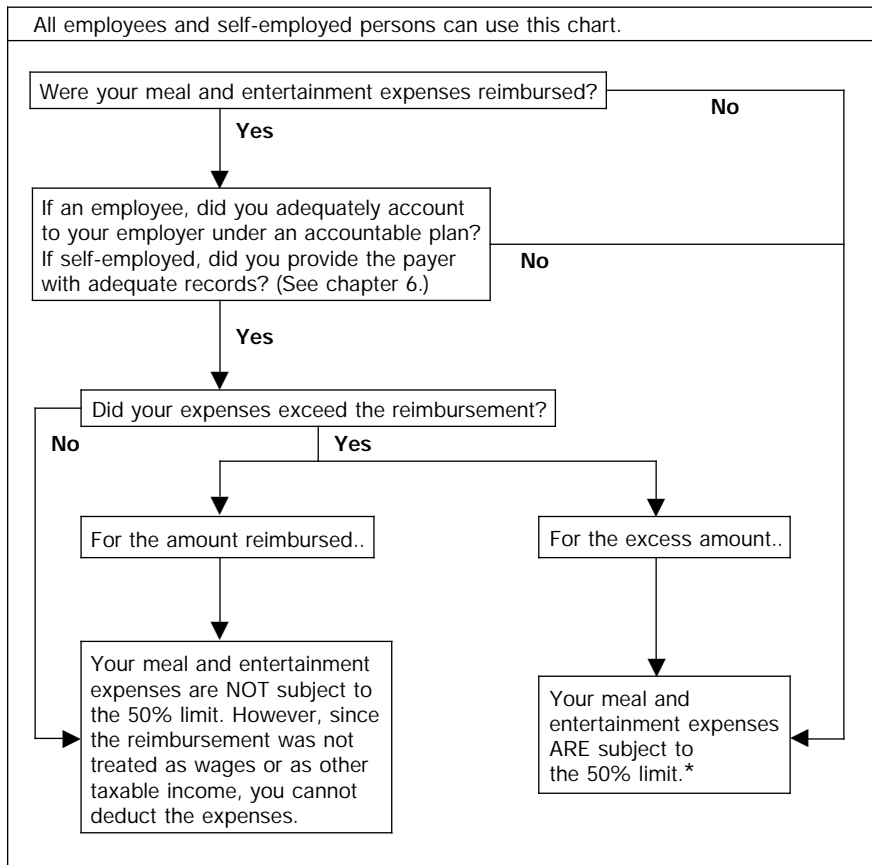 All employees and self-employed persons can use this chart.
Were your meal and entertainment expenses reimbursed?
No
Yes
If an employee, did you adequately account
to your employer under an accountable plan?
If self-employed, did you provide the payer
with adequate records? (See chapter 6.)
No
Yes
Did your expenses exceed the reimbursement?
No
Yes
For the amount reimbursed..
For the excess amount..
Your meal and entertainment
expenses are NOT subject to
the 50% limit. However, since
the reimbursement was not
treated as wages or as other
taxable income, you cannot
deduct the expenses.
Your meal and
entertainment expenses
ARE subject to
the 50% limit.*